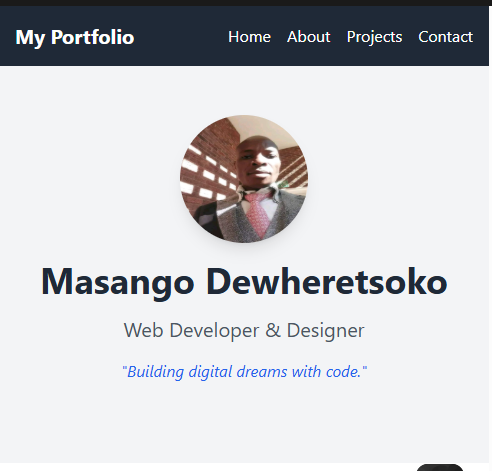 My Portfolio Home About Projects Contact
Masango Dewheretsoko
Web Developer & Designer
"Building digital dreams with code."